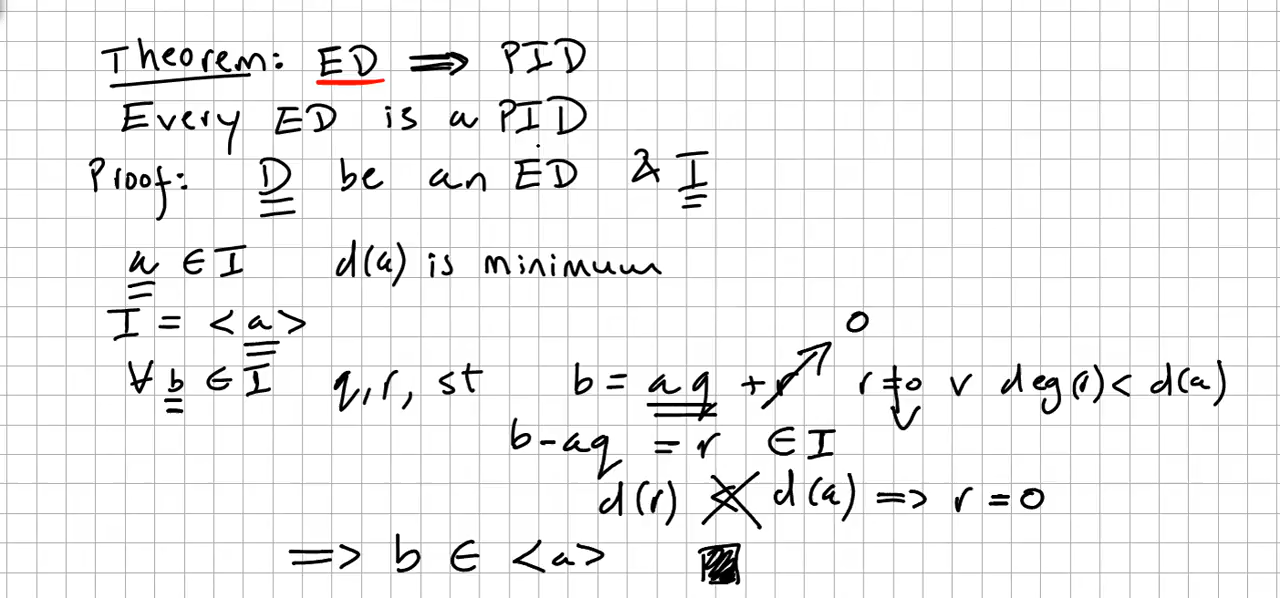 Theorem: ED ⟹ PID
Every ED is a PID
Proof: D be an ED & I
a ∈ I d(a) is minimum
I = <a>
0
∀ b ∈ I q, r, st b = aq + r r = 0 ∨ deg(r) < d(a)
b - aq = r ∈ I
d(r) < d(a) => r = 0
=> b ∈ <a>